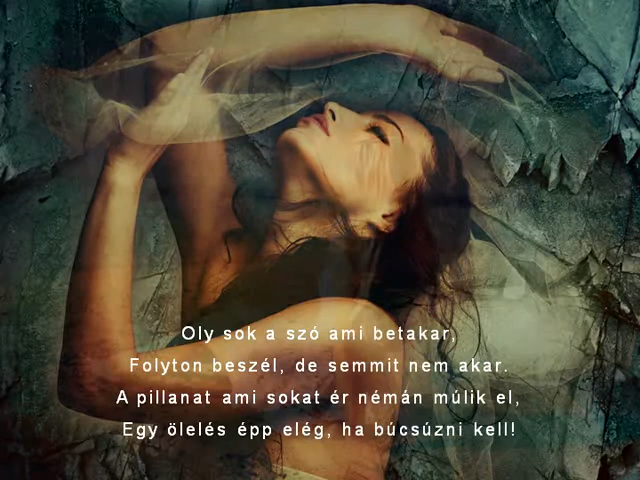 Oly sok a szó ami betakar,
Folyton beszél, de semmit nem akar.
A pillanat ami sokat ér némán múlik el,
Egy ölelés épp elég, ha búcsúzni kell!